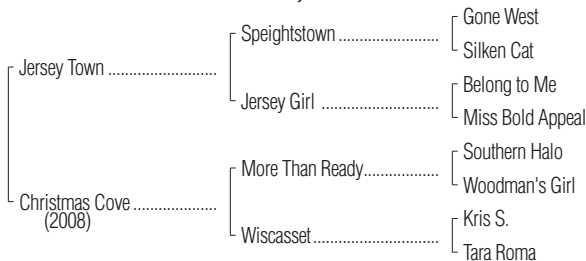 Gone West
Speightstown
Silken Cat
Jersey Town
Belong to Me
Jersey Girl
Miss Bold Appeal
Southern Halo
More Than Ready
Woodman's Girl
Christmas Cove
(2008)
Kris S.
Wiscasset
Tara Roma